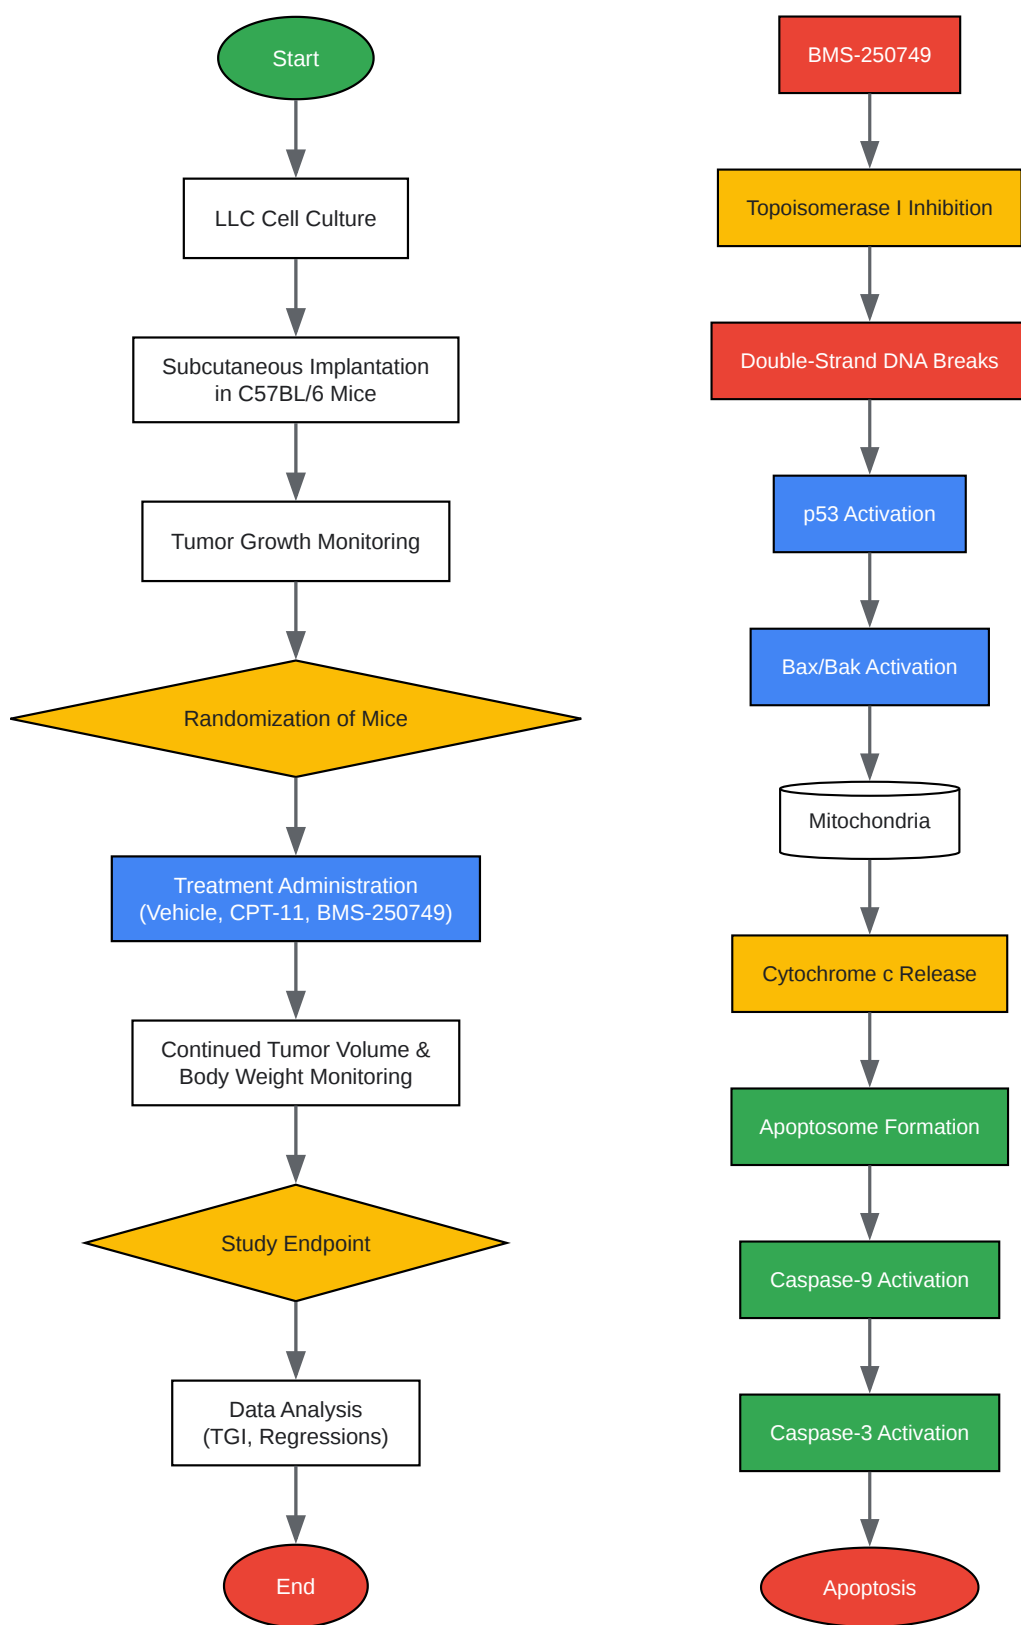 Start
LLC Cell Culture
Subcutaneous Implantation
in C57BL/6 Mice
Tumor Growth Monitoring
Randomization of Mice
Treatment Administration
(Vehicle, CPT-11, BMS-250749)
Continued Tumor Volume &
Body Weight Monitoring
Study Endpoint
Data Analysis
(TGI, Regressions)
End
BMS-250749
Topoisomerase I Inhibition
Double-Strand DNA Breaks
p53 Activation
Bax/Bak Activation
Mitochondria
Cytochrome c Release
Apoptosome Formation
Caspase-9 Activation
Caspase-3 Activation
Apoptosis